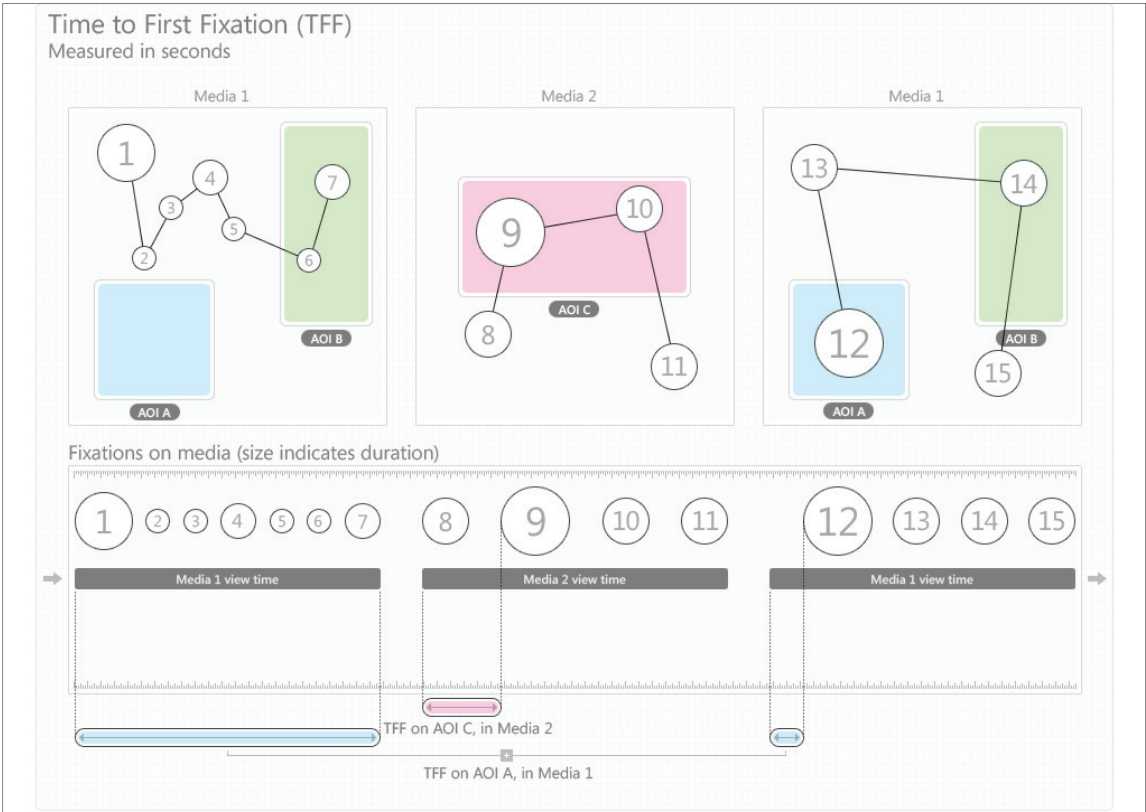 Time to First Fixation (TFF)
Measured in seconds
Media 1
Media 2
Media 1
1
2
3
4
5
6
7
AOI B
AOI A
8
9
10
11
AOI C
12
13
14
15
AOI B
AOI A
Fixations on media (size indicates duration)
1 2 3 4 5 6 7 8 9 10 11 12 13 14 15
Media 1 view time
Media 2 view time
Media 1 view time
TFF on AOI C, in Media 2
+
TFF on AOI A, in Media 1